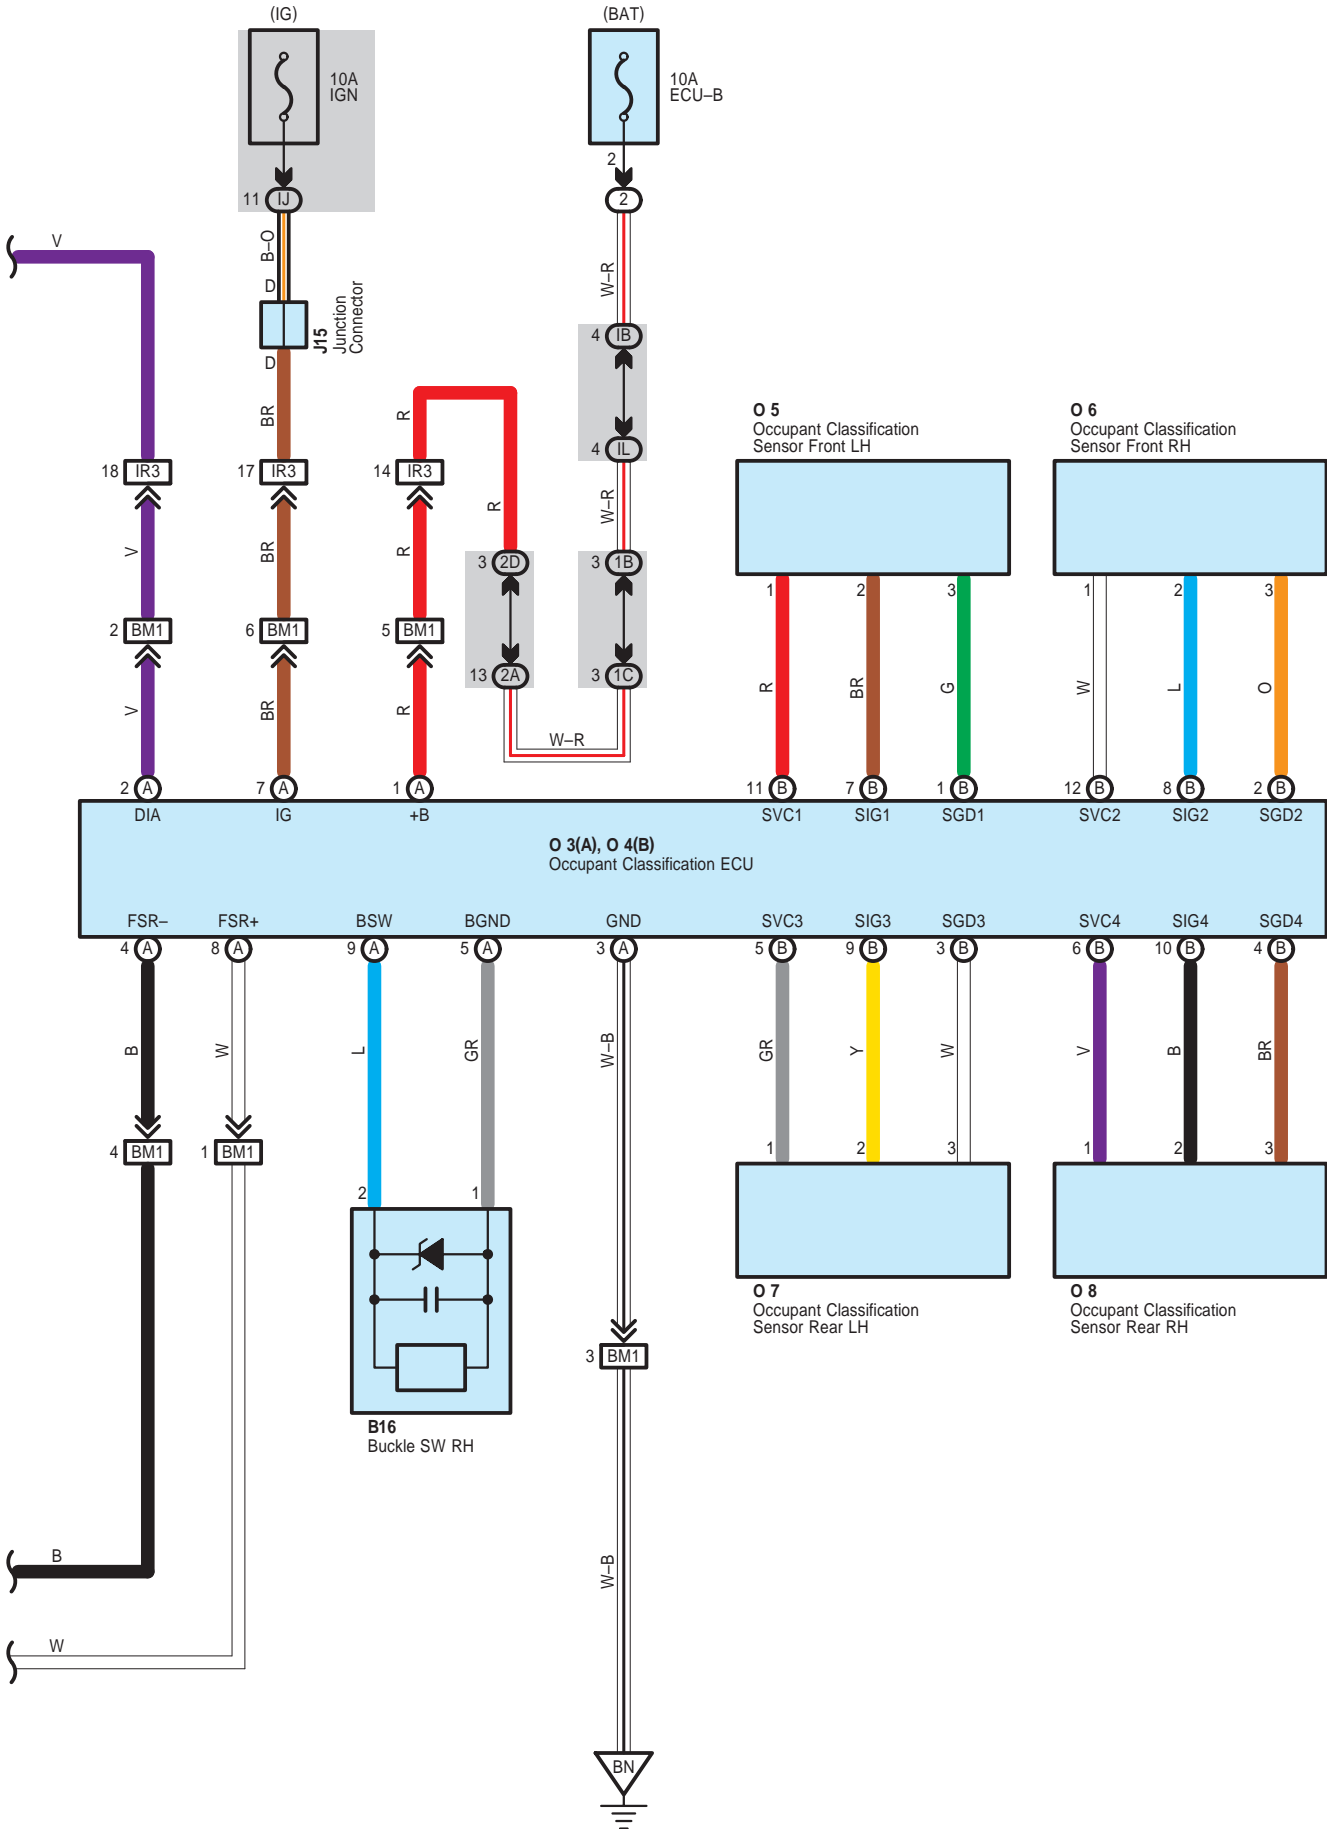 (IG)
(BAT)
10A
IGN
10A
ECU–B
2
11 IJ
2
V
B–O
D
J15
Junction
Connector
D
W–R
4 IB
BR
R
4 IL
O 5
Occupant Classification
Sensor Front LH
O 6
Occupant Classification
Sensor Front RH
18 IR3
17 IR3
14 IR3
R
W–R
V
BR
R
3 2D
3 1B
1
2
3
1
2
3
2 BM1
6 BM1
5 BM1
13 2A
3 1C
V
BR
R
W–R
R
BR
G
W
L
O
2 A
7 A
1 A
11 B
7 B
1 B
12 B
8 B
2 B
DIA
IG
+B
SVC1
SIG1
SGD1
SVC2
SIG2
SGD2
O 3(A), O 4(B)
Occupant Classification ECU
FSR–
FSR+
BSW
BGND
GND
SVC3
SIG3
SGD3
SVC4
SIG4
SGD4
4 A
8 A
9 A
5 A
3 A
5 B
9 B
3 B
6 B
10 B
4 B
B
W
L
GR
W–B
GR
Y
W
V
B
BR
4 BM1
1 BM1
1
2
3
1
2
3
2
1
O 7
Occupant Classification
Sensor Rear LH
O 8
Occupant Classification
Sensor Rear RH
3 BM1
B16
Buckle SW RH
B
W–B
W
BN